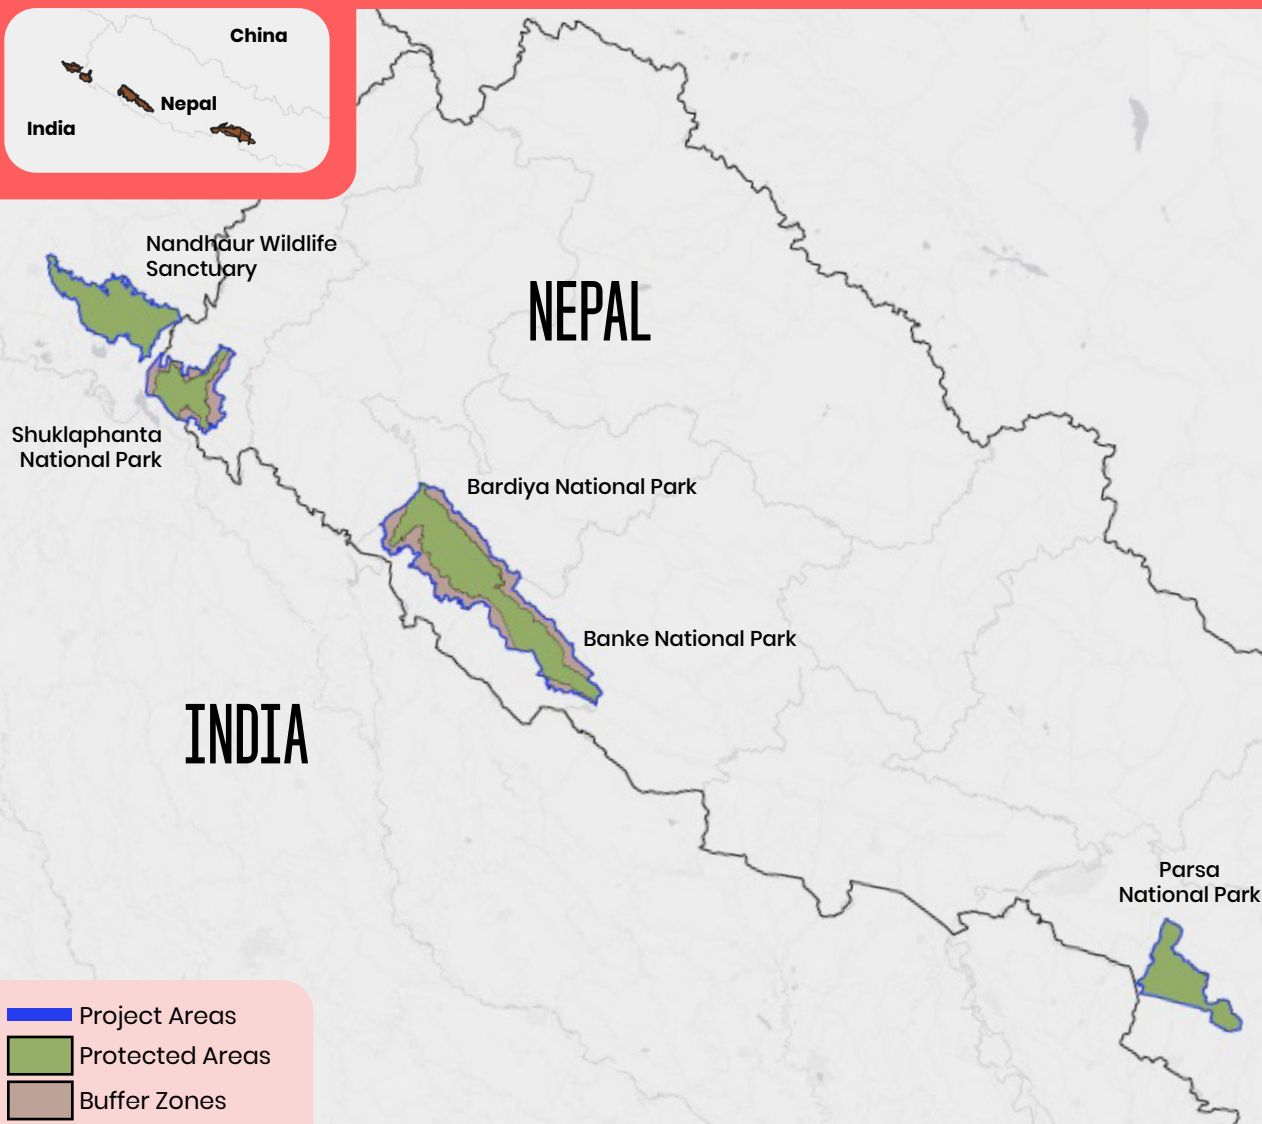 China
Nepal
India
Nandhaur Wildlife
Sanctuary
NEPAL
Shuklaphanta
National Park
Bardiya National Park
Banke National Park
INDIA
Parsa
National Park
Project Areas
Protected Areas
Buffer Zones